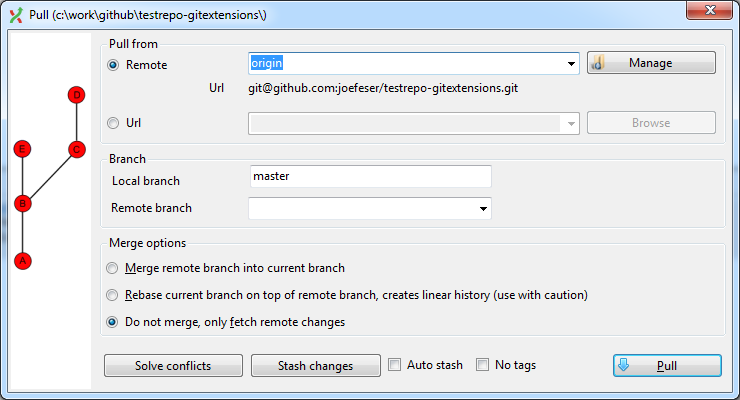 Pull (c:\work\github\testrepo-gitextensions\)
Pull from
Remote
origin
Manage
Url
git@github.com:joefeser/testrepo-gitextensions.git
Url
Browse
Branch
Local branch
master
Remote branch
Merge options
Merge remote branch into current branch
Rebase current branch on top of remote branch, creates linear history (use with caution)
Do not merge, only fetch remote changes
Solve conflicts
Stash changes
Auto stash
No tags
Pull
D
E
C
B
A